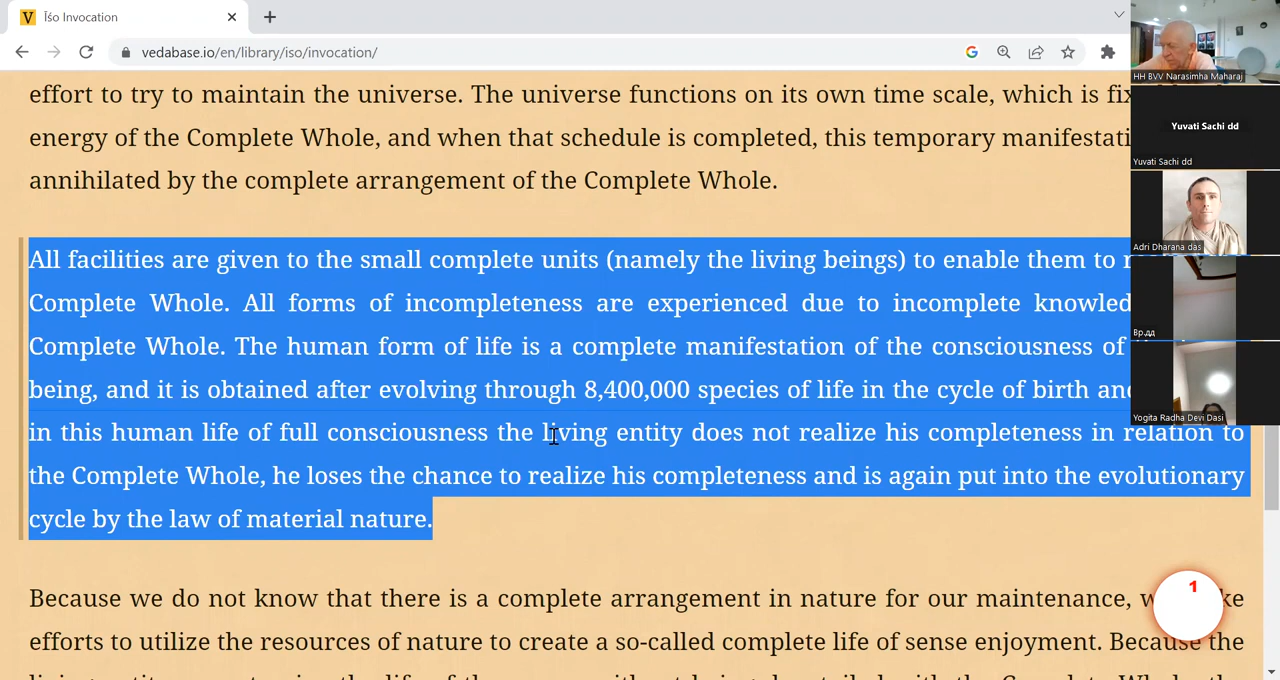 Īśo Invocation
vedabase.io/en/library/iso/invocation/
effort to try to maintain the universe. The universe functions on its own time scale, which is
energy of the Complete Whole, and when that schedule is completed, this temporary
annihilated by the complete arrangement of the Complete Whole.
All facilities are given to the small complete units (namely the living beings) to enable them to
Complete Whole. All forms of incompleteness are experienced due to incomplete
Complete Whole. The human form of life is a complete manifestation of the consciousness of
being, and it is obtained after evolving through 8,400,000 species of life in the cycle of birth
in this human life of full consciousness the living entity does not realize his completeness in relation to
the Complete Whole, he loses the chance to realize his completeness and is again put into the evolutionary
cycle by the law of material nature.
Because we do not know that there is a complete arrangement in nature for our maintenance,
efforts to utilize the resources of nature to create a so-called complete life of sense enjoyment. Because the
HH BVV Narasimha Maharaj
Yuvati Sachi dd
Yuvati Sachi dd
Adri Dharana das
Вр.дд
Yogita Radha Devi Dasi
1